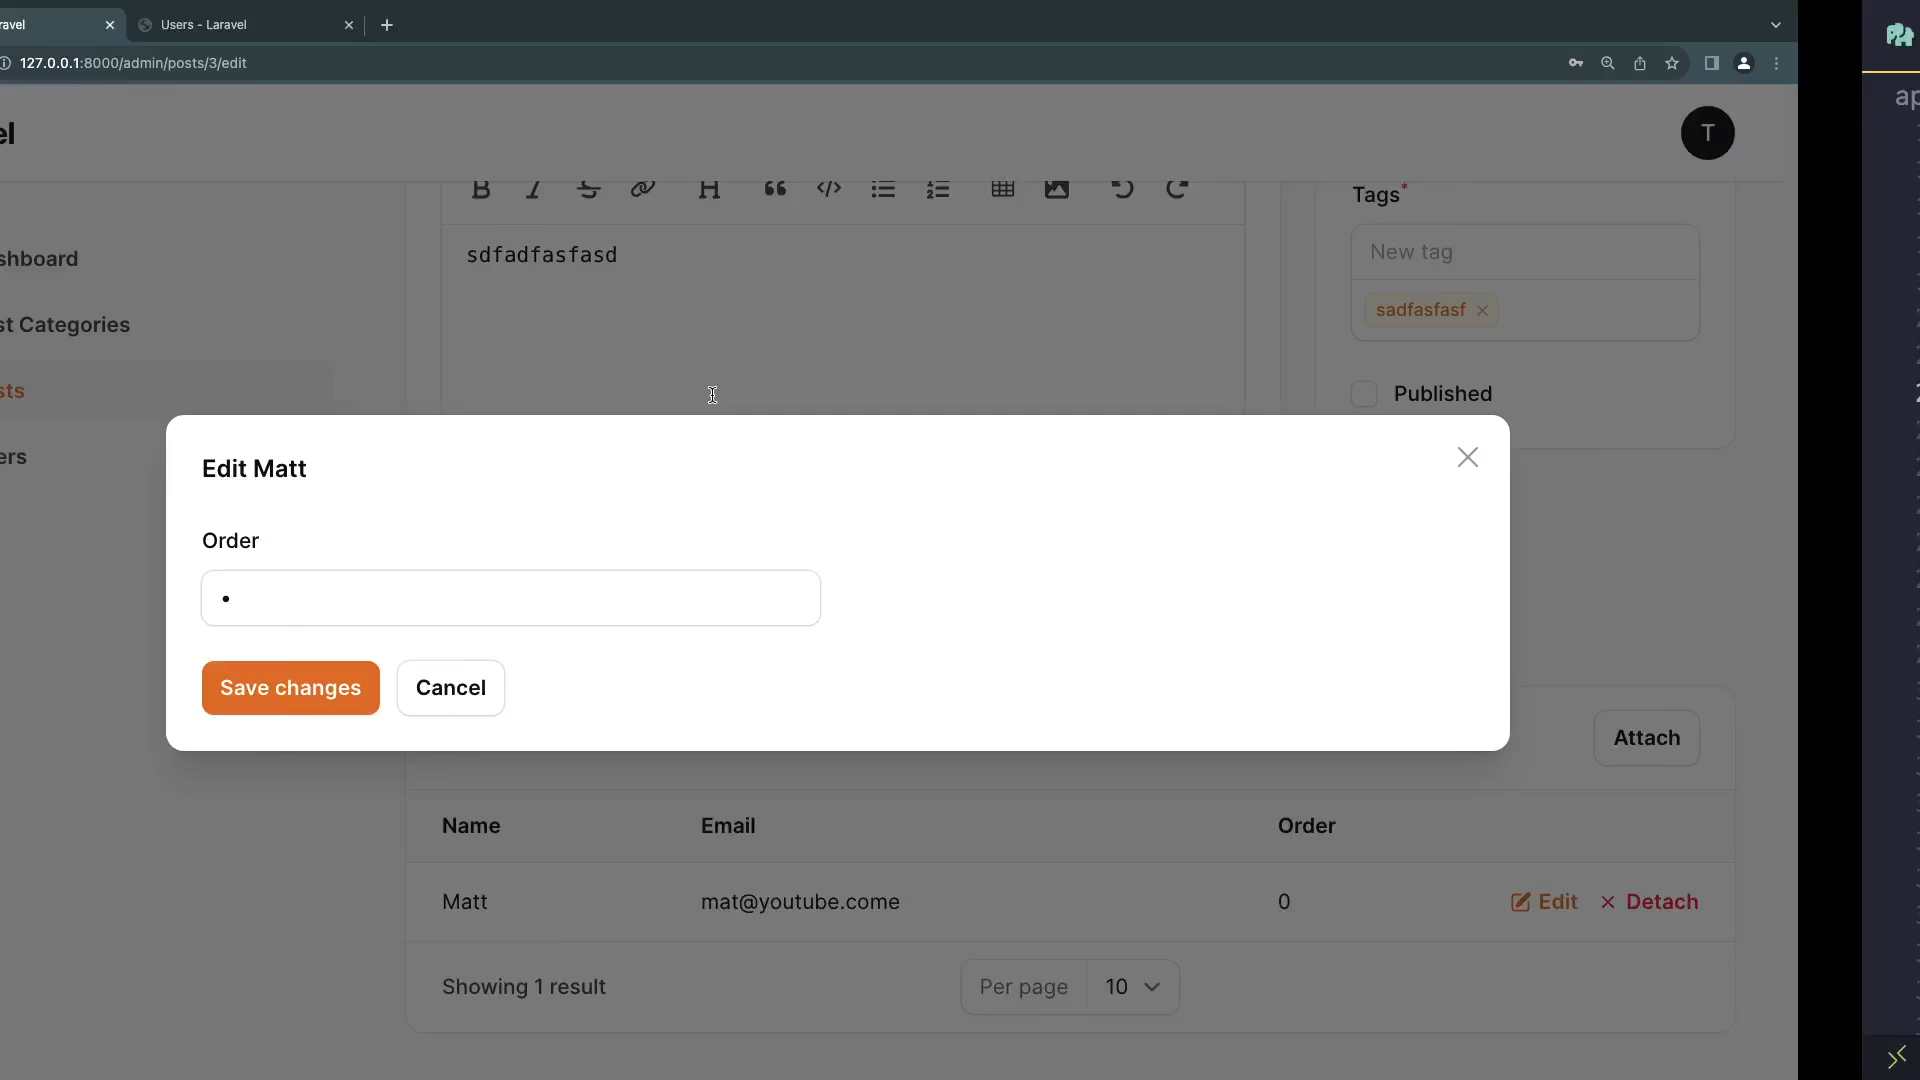 ravel
Users - Laravel
127.0.0.1:8000/admin/posts/3/edit
el
T
Tags*
sdfadfasfasd
New tag
shboard
sadfasfasf
st Categories
sts
Published
ers
Edit Matt
Order
•
Save changes
Cancel
Attach
Name
Email
Order
Matt
mat@youtube.come
0
Edit
Detach
Showing 1 result
Per page
10
ap